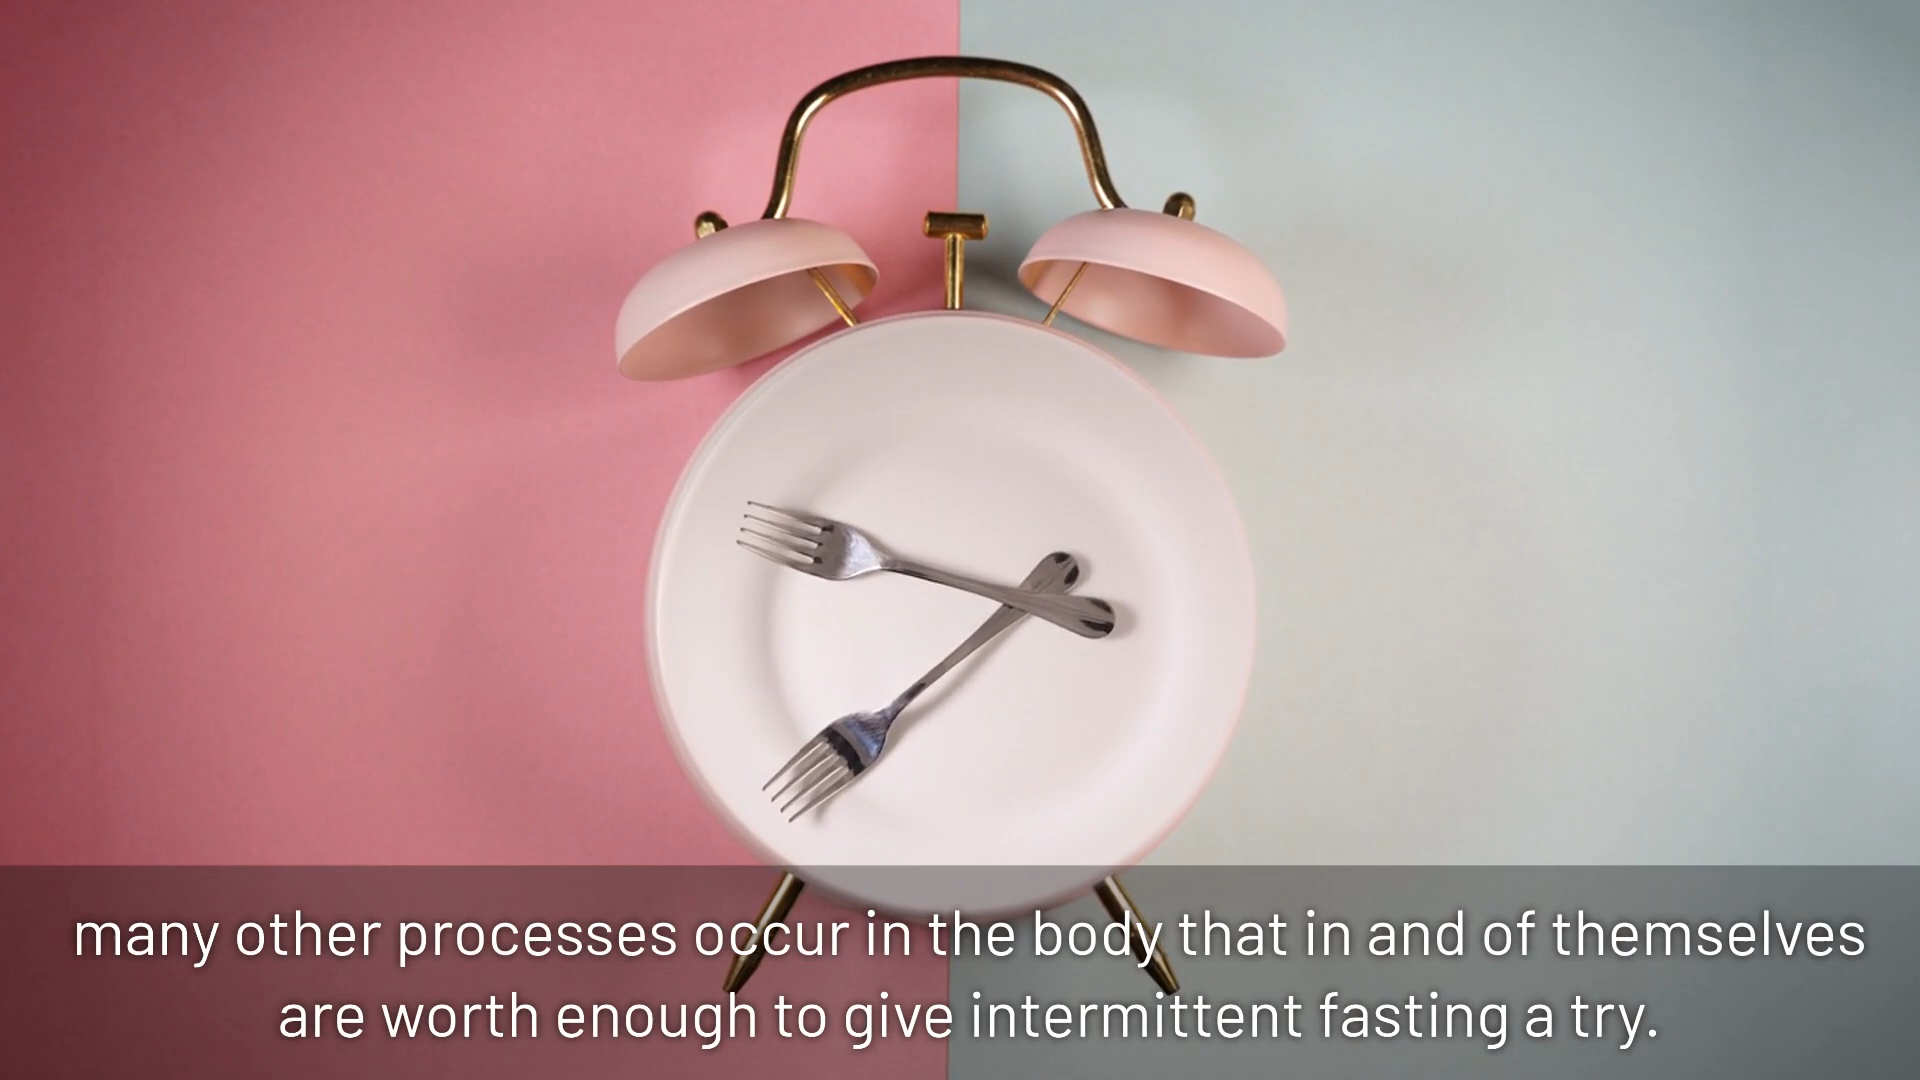 many other processes occur in the body that in and of themselves
are worth enough to give intermittent fasting a try.